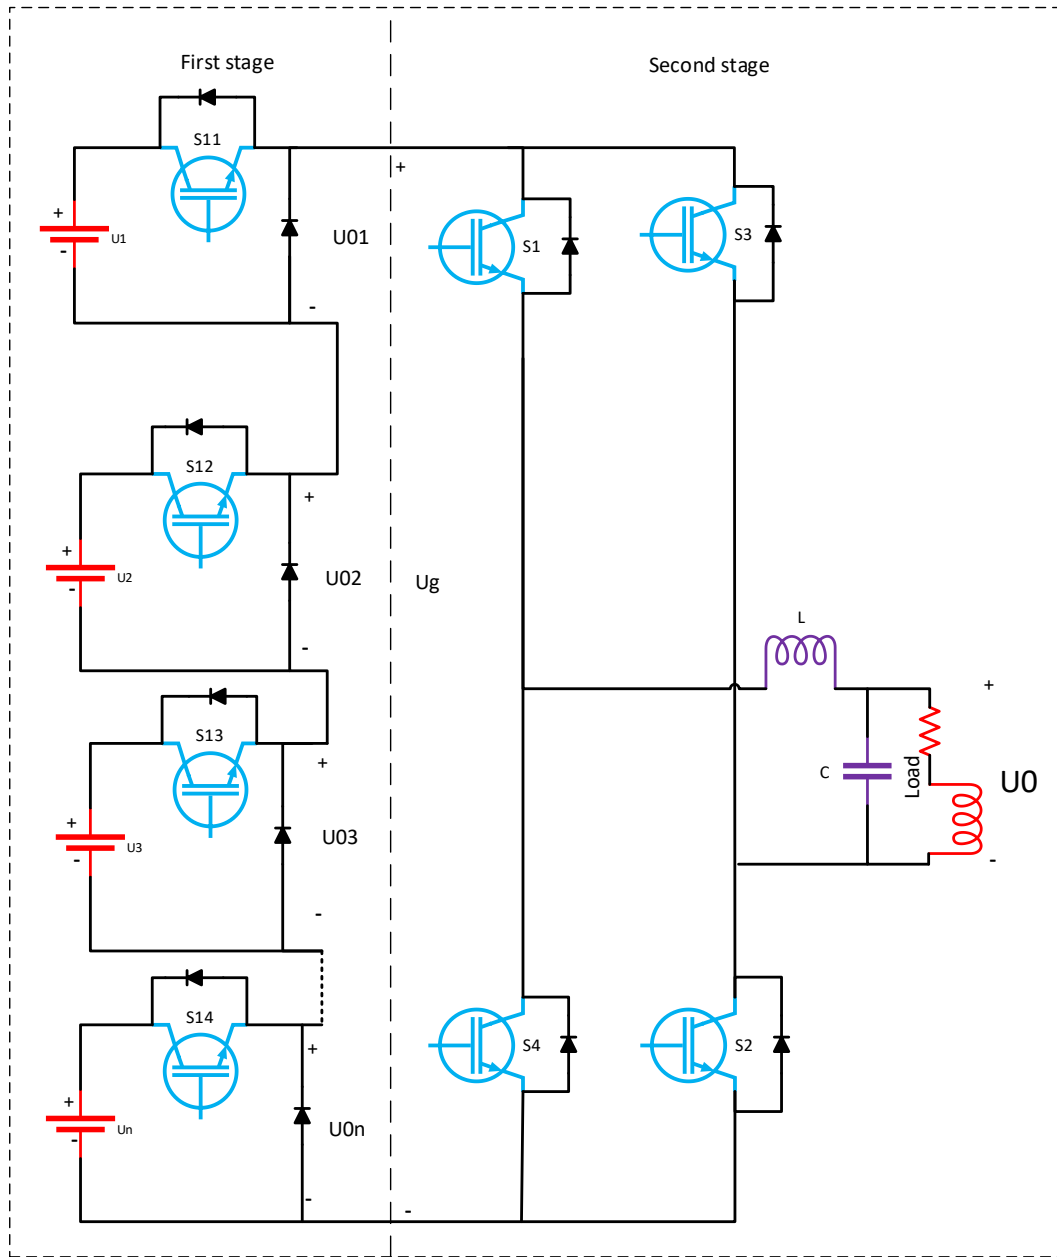 First stage
Second stage
S11
+
U1
-
U01
-
+
S1
S3
S12
+
U2
-
+
U02
-
Ug
S13
+
U3
-
+
U03
-
L
C
Load
+
U0
-
S14
+
Un
-
+
U0n
-
-
S4
S2